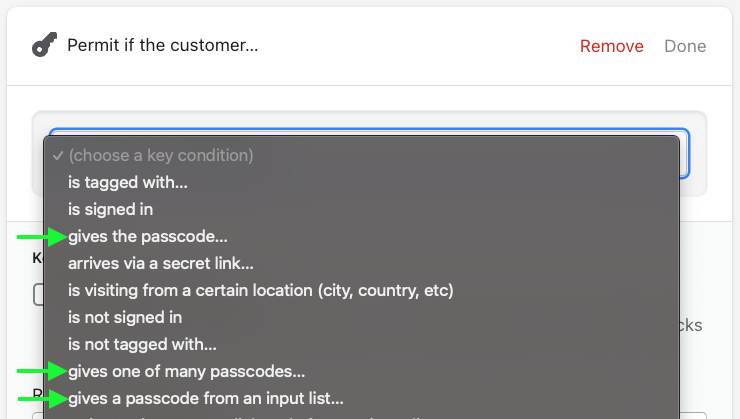 Permit if the customer...
Remove
Done
✓ (choose a key condition)
is tagged with...
is signed in
gives the passcode...
arrives via a secret link...
is visiting from a certain location (city, country, etc)
is not signed in
cks
is not tagged with...
gives one of many passcodes...
gives a passcode from an input list...